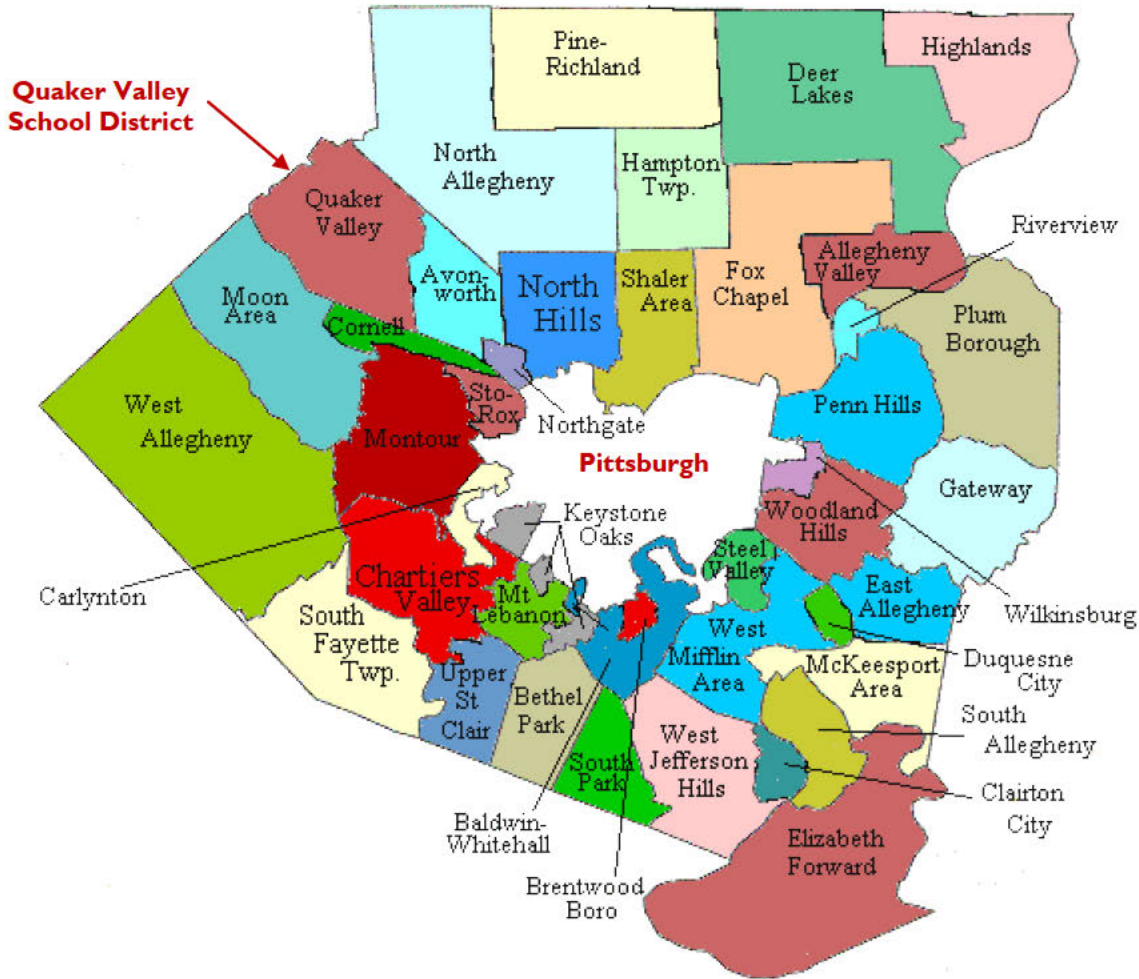 Pine-
Richland
Highlands
Deer
Lakes
Quaker Valley
School District
North
Allegheny
Hampton
Twp.
Quaker
Valley
Riverview
Allegheny
Valley
Avon-
worth
North
Hills
Shaler
Area
Fox
Chapel
Moon
Area
Plum
Borough
Cornell
West
Allegheny
Sto-
Rox
Penn Hills
Montour
Northgate
Pittsburgh
Gateway
Keystone
Oaks
Woodland
Hills
Steel
Valley
Chartiers
Valley
Carlynton
Mt
Lebanon
East
Allegheny
Wilkinsburg
South
Fayette
Twp.
West
Mifflin
Area
Duquesne
City
McKeesport
Area
Upper
St
Clair
Bethel
Park
South
Allegheny
West
Jefferson
Hills
South
Park
Clairton
City
Baldwin-
Whitehall
Elizabeth
Forward
Brentwood
Boro